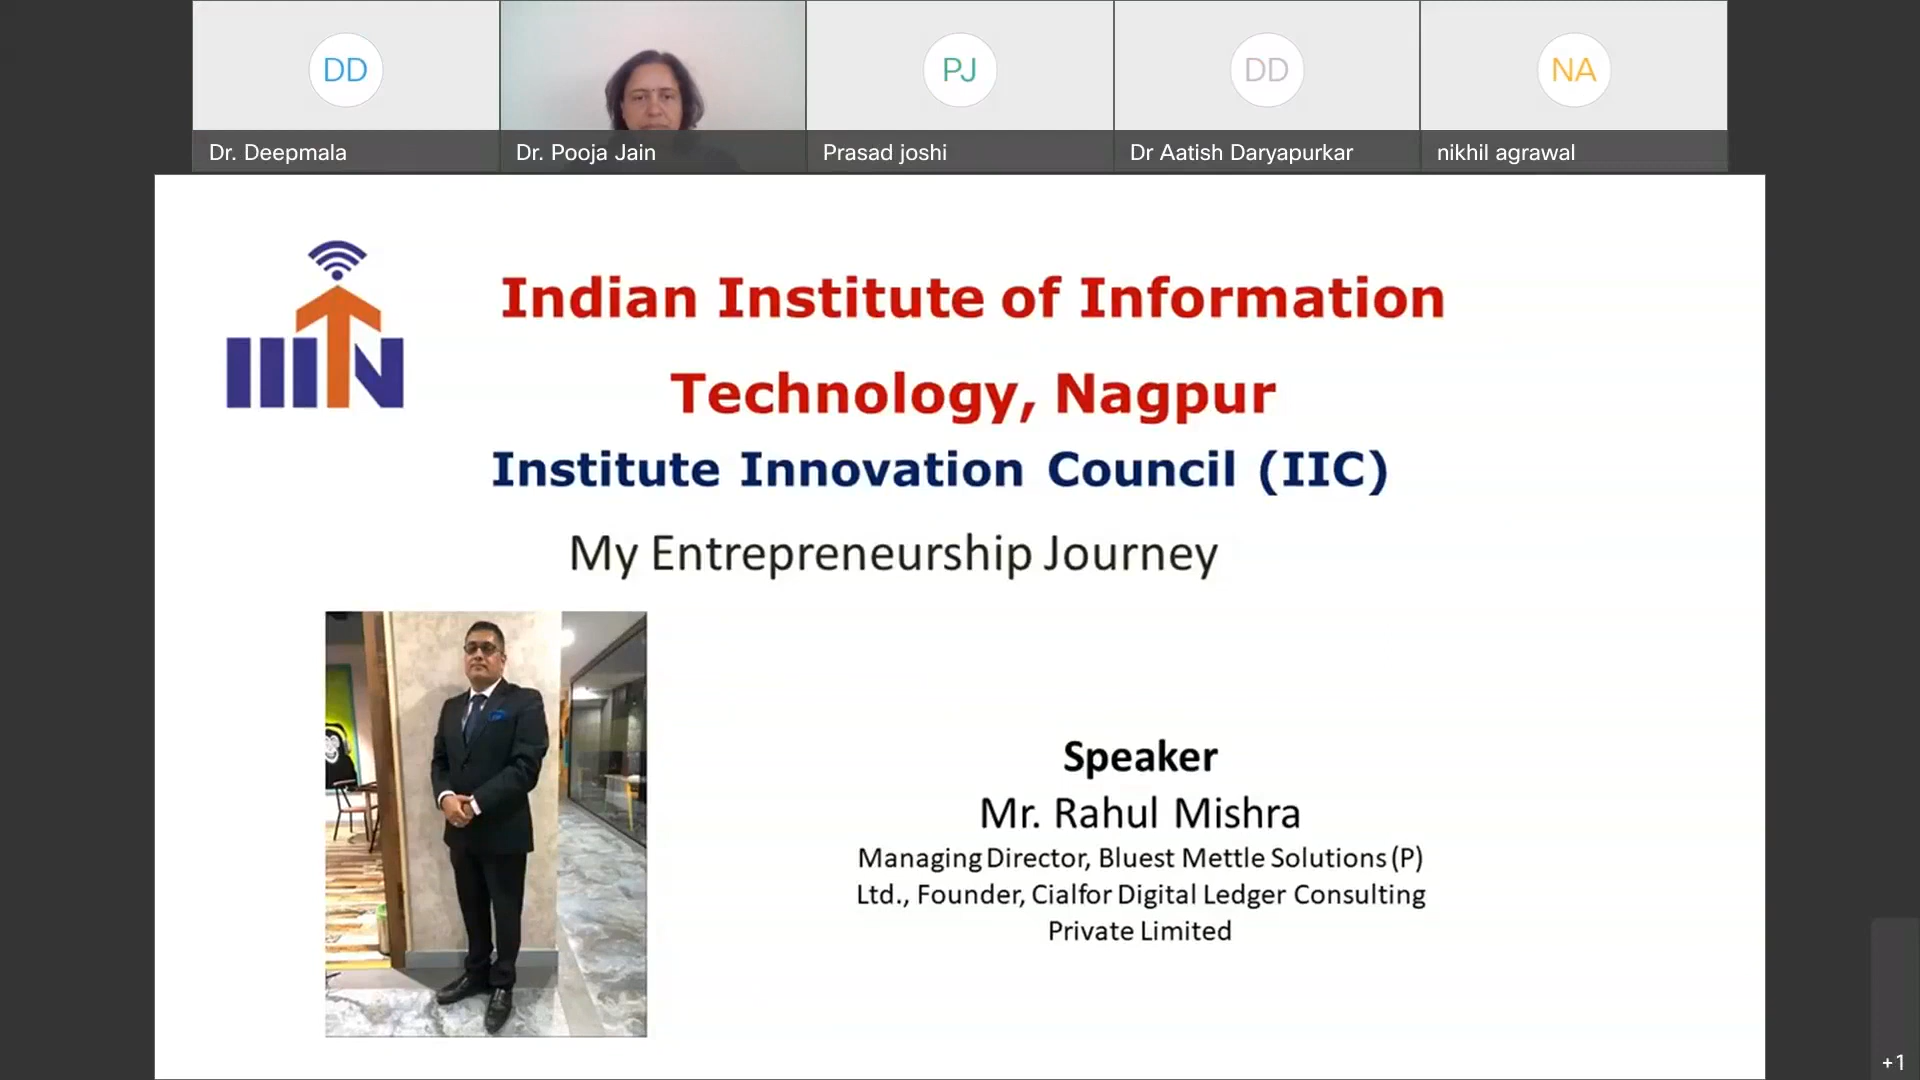 DD
PJ
DD
NA
Dr. Deepmala
Dr. Pooja Jain
Prasad joshi
Dr Aatish Daryapurkar
nikhil agrawal
IIITN
Indian Institute of Information
Technology, Nagpur
Institute Innovation Council (IIC)
My Entrepreneurship Journey
Speaker
Mr. Rahul Mishra
Managing Director, Bluest Mettle Solutions (P)
Ltd., Founder, Cialfor Digital Ledger Consulting
Private Limited
+1